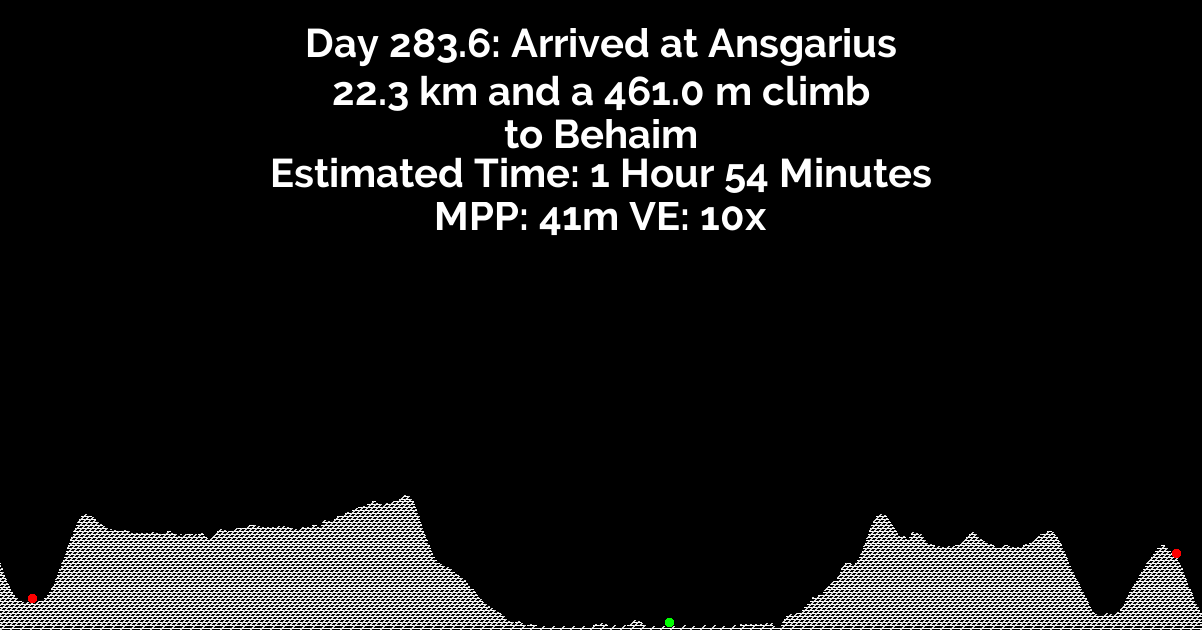 Day 283.6: Arrived at Ansgarius
22.3 km and a 461.0 m climb
to Behaim
Estimated Time: 1 Hour 54 Minutes
MPP: 41m VE: 10x